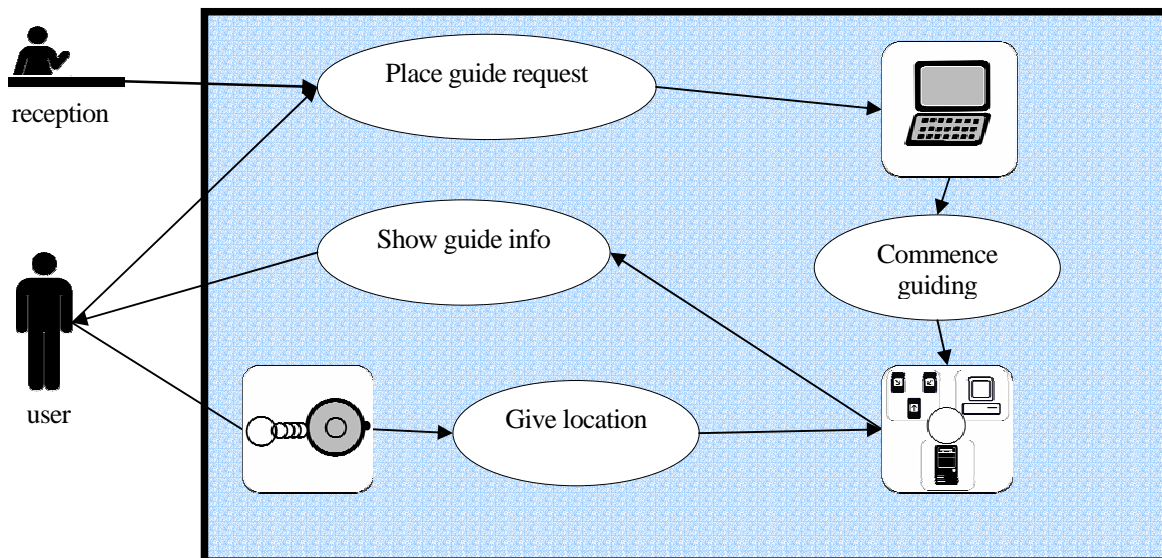 Place guide request
reception
Show guide info
Commence
guiding
user
Give location